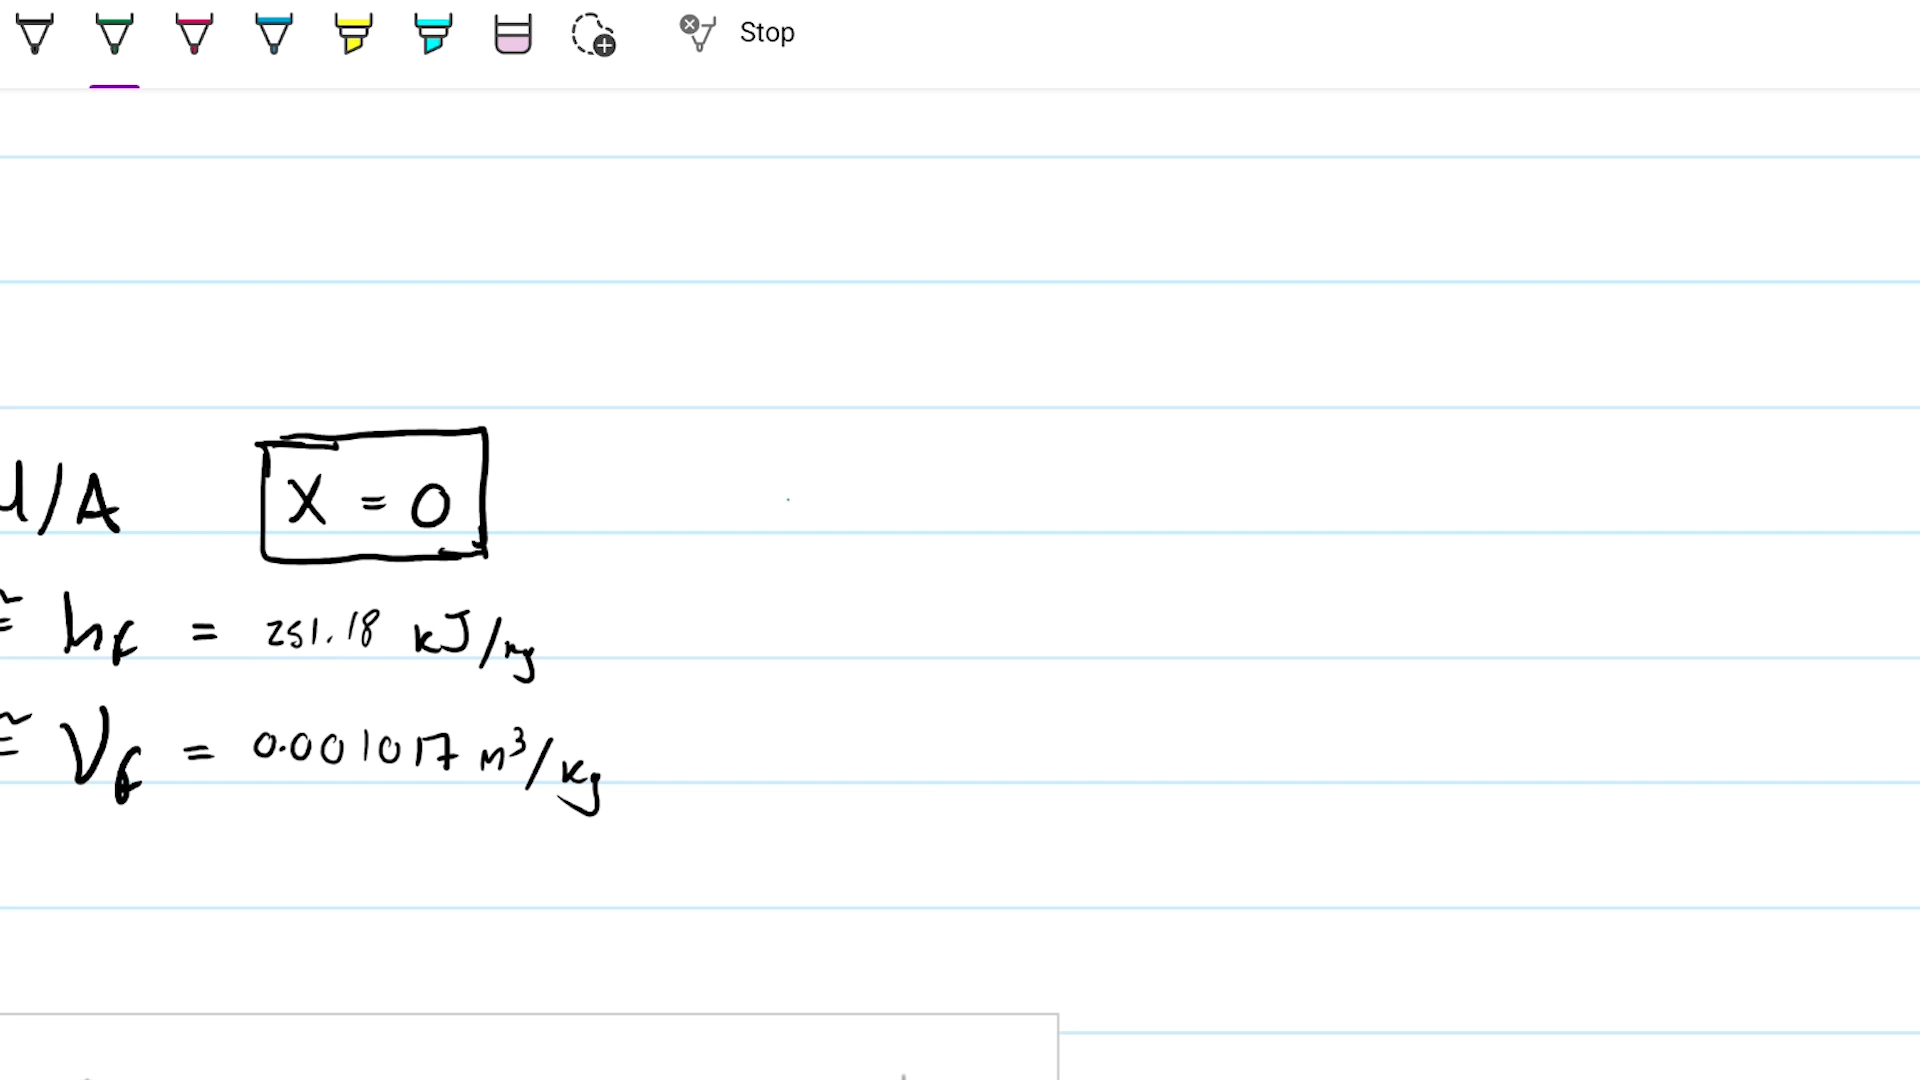 Stop
/A X = 0
≅ hf = 251.18 kJ/kg
≅ Vf = 0.001017 m³/kg